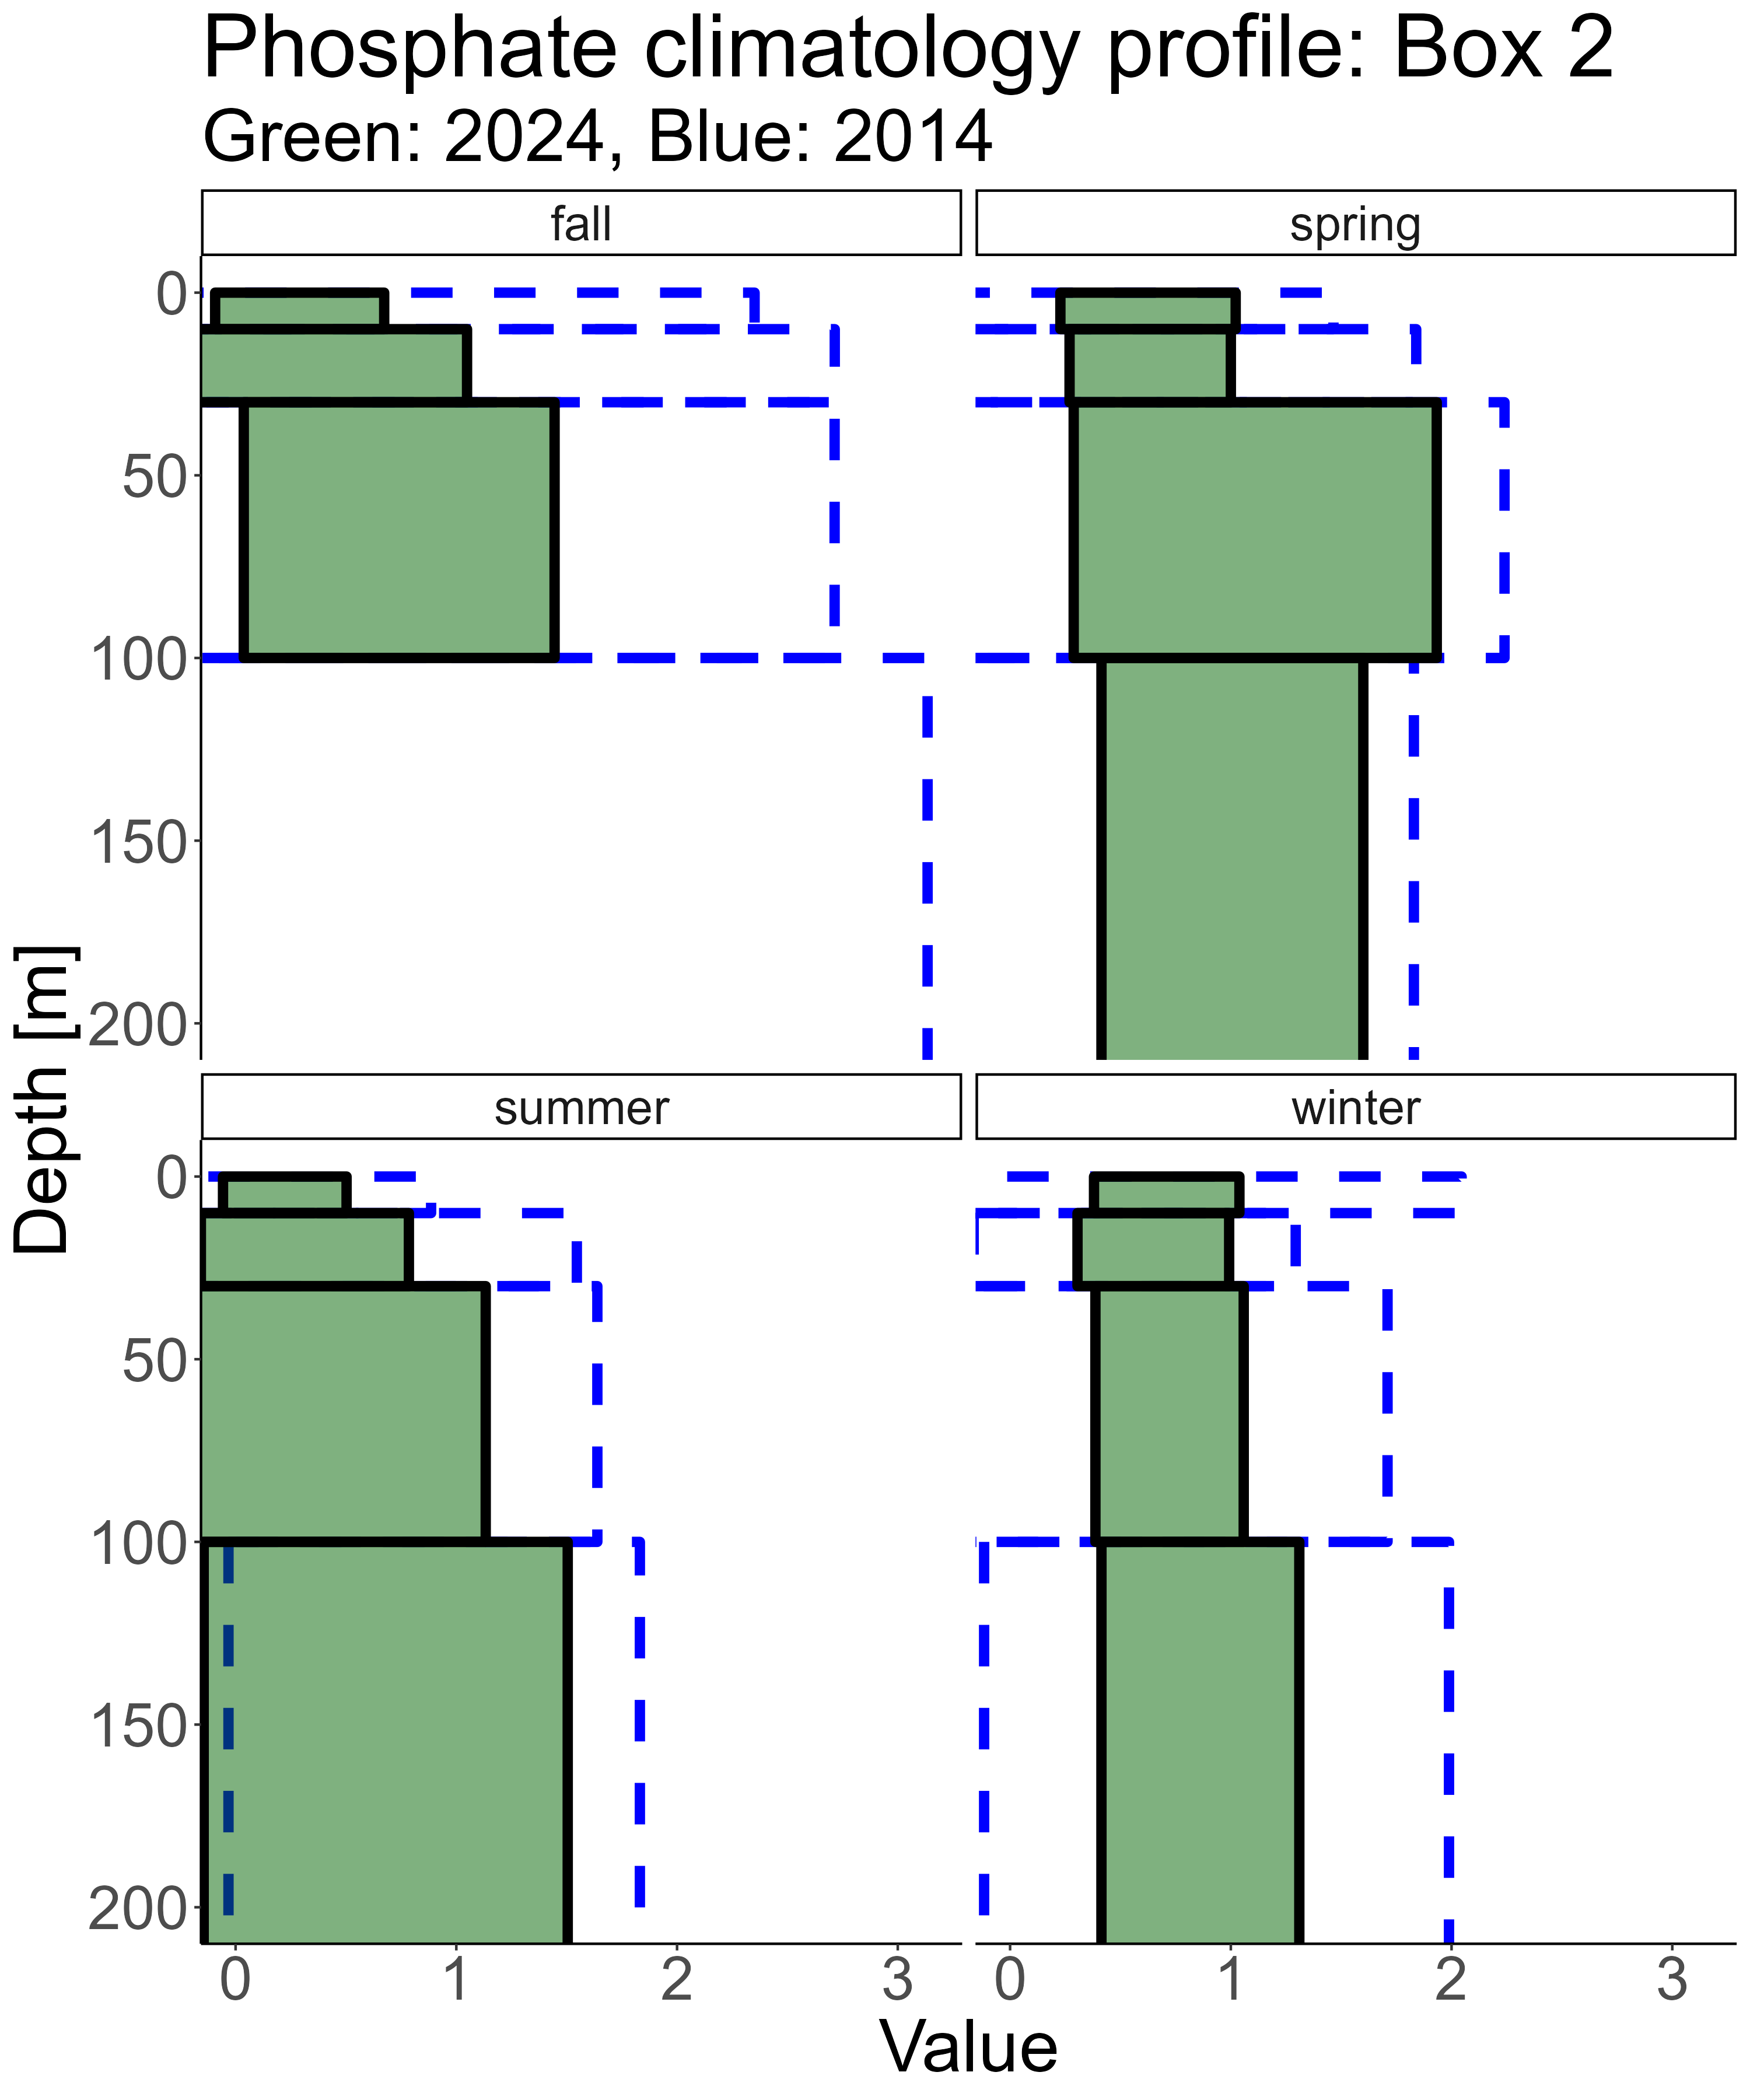 Phosphate climatology profile: Box 2
Green: 2024, Blue: 2014
fall
spring
0
50
100
150
200
summer
winter
0
50
100
150
200
0 1 2 3
0 1 2 3
Depth [m]
Value